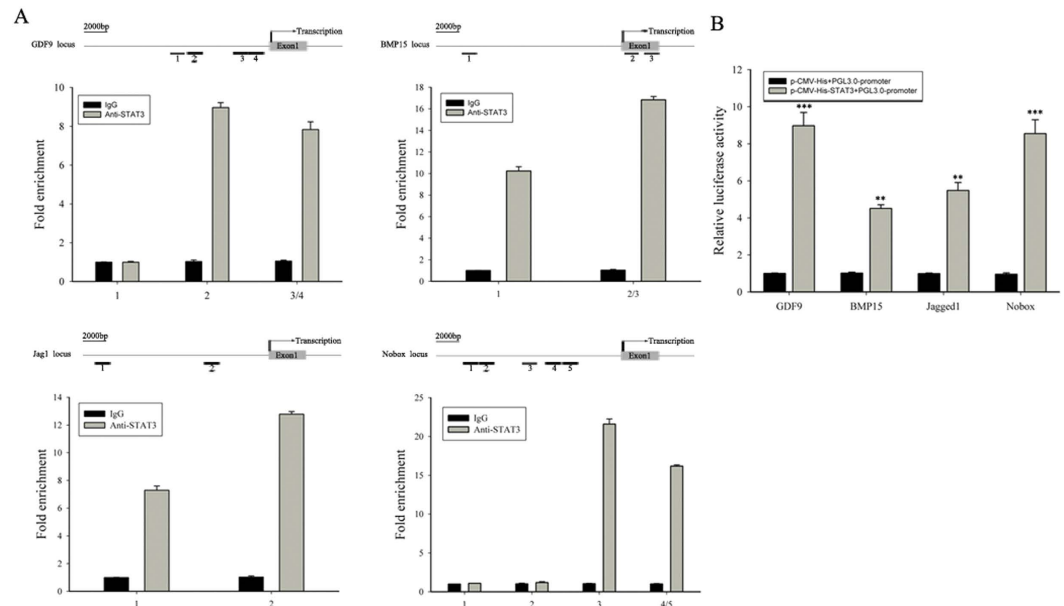 A
2000bp
Transcription
GDF9 locus
Exon1
1 2 3 4
Fold enrichment
10
8
6
4
2
0
IgG
Anti-STAT3
1 2 3/4
2000bp
Transcription
BMP15 locus
Exon1
1 2 3
Fold enrichment
18
16
14
12
10
8
6
4
2
0
IgG
Anti-STAT3
1 2/3
B
Relative luciferase activity
12
10
8
6
4
2
0
p-CMV-His+PGL3.0-promoter
p-CMV-His-STAT3+PGL3.0-promoter
*** ** ** ***
GDF9 BMP15 Jagged1 Nobox
2000bp
Transcription
Jag1 locus
Exon1
1 2
Fold enrichment
14
12
10
8
6
4
2
0
IgG
Anti-STAT3
1 2
2000bp
Transcription
Nobox locus
Exon1
1 2 3 4 5
Fold enrichment
25
20
15
10
5
0
IgG
Anti-STAT3
1 2 3 4/5